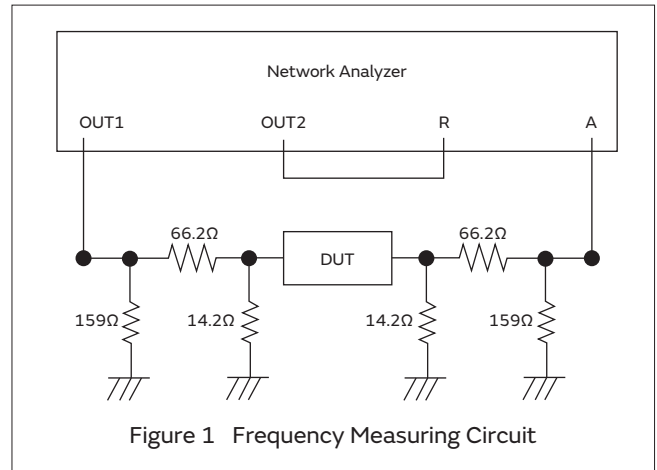 Network Analyzer
OUT1 OUT2 R A
66.2Ω 66.2Ω
DUT
159Ω 14.2Ω 14.2Ω 159Ω
Figure 1 Frequency Measuring Circuit